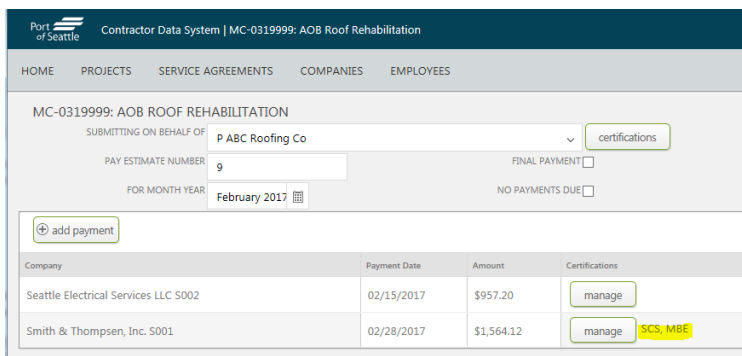 Port
of Seattle
Contractor Data System | MC-0319999: AOB Roof Rehabilitation
HOME PROJECTS SERVICE AGREEMENTS COMPANIES EMPLOYEES
MC-0319999: AOB ROOF REHABILITATION
SUBMITTING ON BEHALF OF P ABC Roofing Co certifications
PAY ESTIMATE NUMBER 9 FINAL PAYMENT
FOR MONTH YEAR February 2017 NO PAYMENTS DUE
add payment
Company Payment Date Amount Certifications
Seattle Electrical Services LLC S002 02/15/2017 $957.20 manage
Smith & Thompsen, Inc. S001 02/28/2017 $1,564.12 manage SCS, MBE